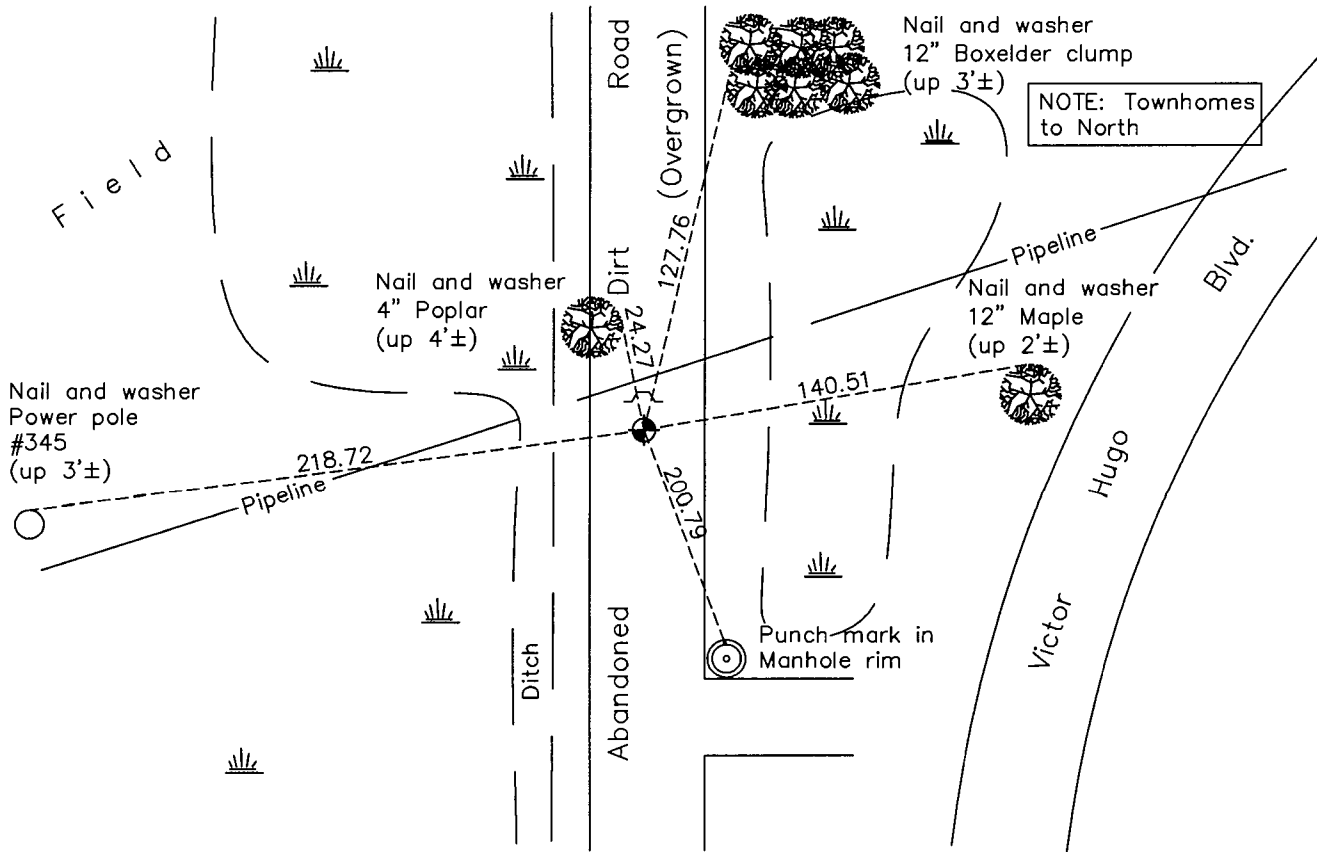 Nail and washer
12" Boxelder clump
(up 3'±)
NOTE: Townhomes
to North
Field
Abandoned Dirt Road
(Overgrown)
127.76
Pipeline
Nail and washer
4" Poplar
(up 4'±)
24.27
Nail and washer
12" Maple
(up 2'±)
Victor Hugo Blvd.
140.51
Nail and washer
Power pole
#345
(up 3'±)
218.72
Pipeline
200.79
Ditch
Punch mark in
Manhole rim